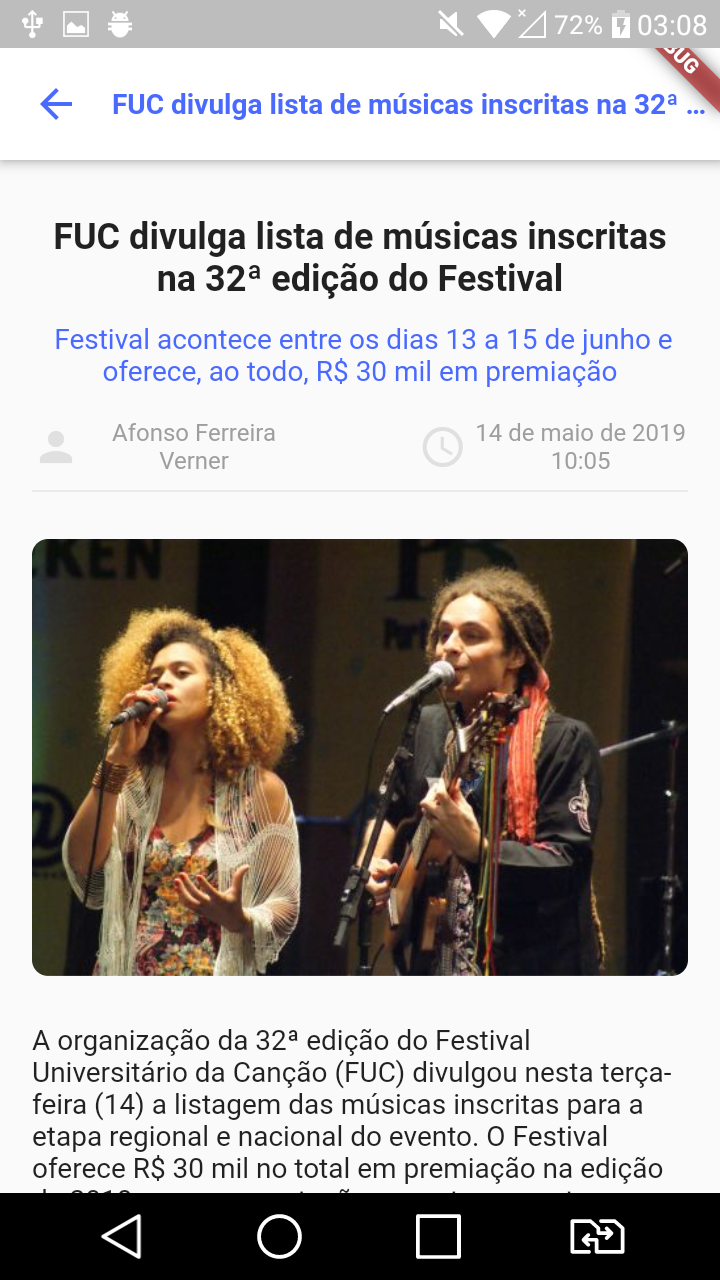 72% 03:08
FUC divulga lista de músicas inscritas na 32ª ...
FUC divulga lista de músicas inscritas
na 32ª edição do Festival
Festival acontece entre os dias 13 a 15 de junho e
oferece, ao todo, R$ 30 mil em premiação
Afonso Ferreira
Verner
14 de maio de 2019
10:05
A organização da 32ª edição do Festival
Universitário da Canção (FUC) divulgou nesta terça-
feira (14) a listagem das músicas inscritas para a
etapa regional e nacional do evento. O Festival
oferece R$ 30 mil no total em premiação na edição